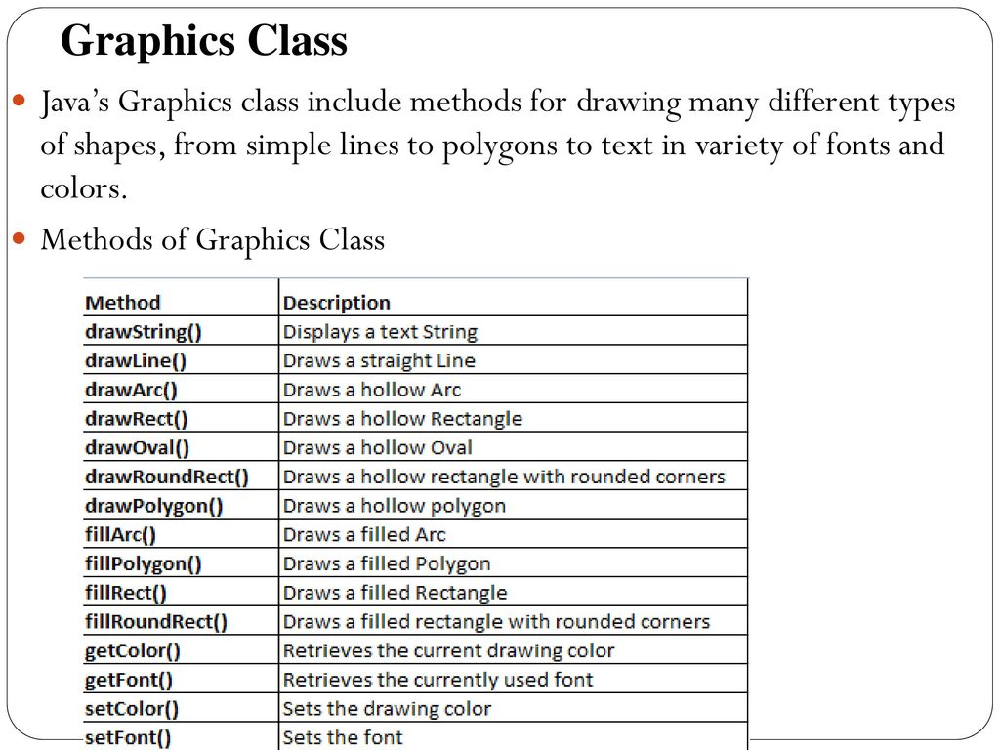 Graphics Class
• Java’s Graphics class include methods for drawing many different types
of shapes, from simple lines to polygons to text in variety of fonts and
colors.
• Methods of Graphics Class
Method Description
drawString() Displays a text String
drawLine() Draws a straight Line
drawArc() Draws a hollow Arc
drawRect() Draws a hollow Rectangle
drawOval() Draws a hollow Oval
drawRoundRect() Draws a hollow rectangle with rounded corners
drawPolygon() Draws a hollow polygon
fillArc() Draws a filled Arc
fillPolygon() Draws a filled Polygon
fillRect() Draws a filled Rectangle
fillRoundRect() Draws a filled rectangle with rounded corners
getColor() Retrieves the current drawing color
getFont() Retrieves the currently used font
setColor() Sets the drawing color
setFont() Sets the font